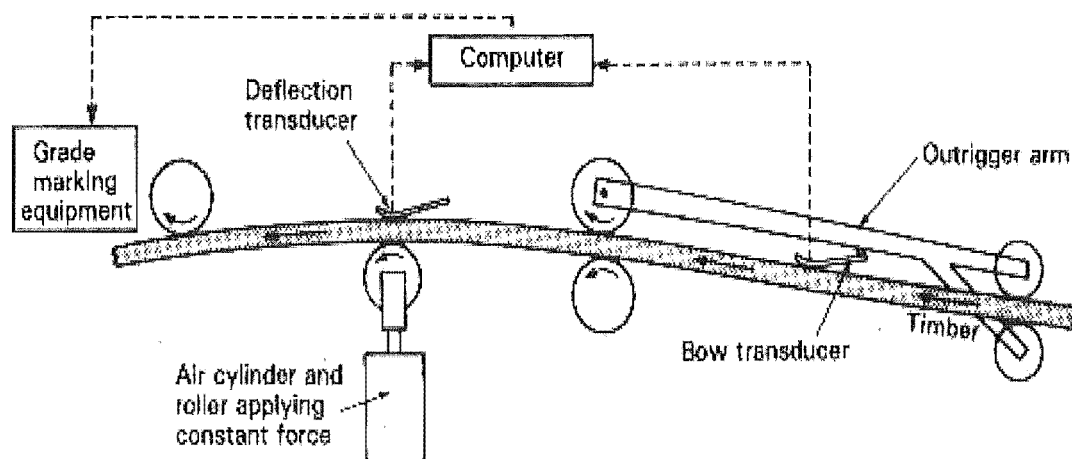 Computer
Deflection
transducer
Grade
marking
equipment
Outrigger arm
Timber
Bow transducer
Air cylinder and
roller applying
constant force